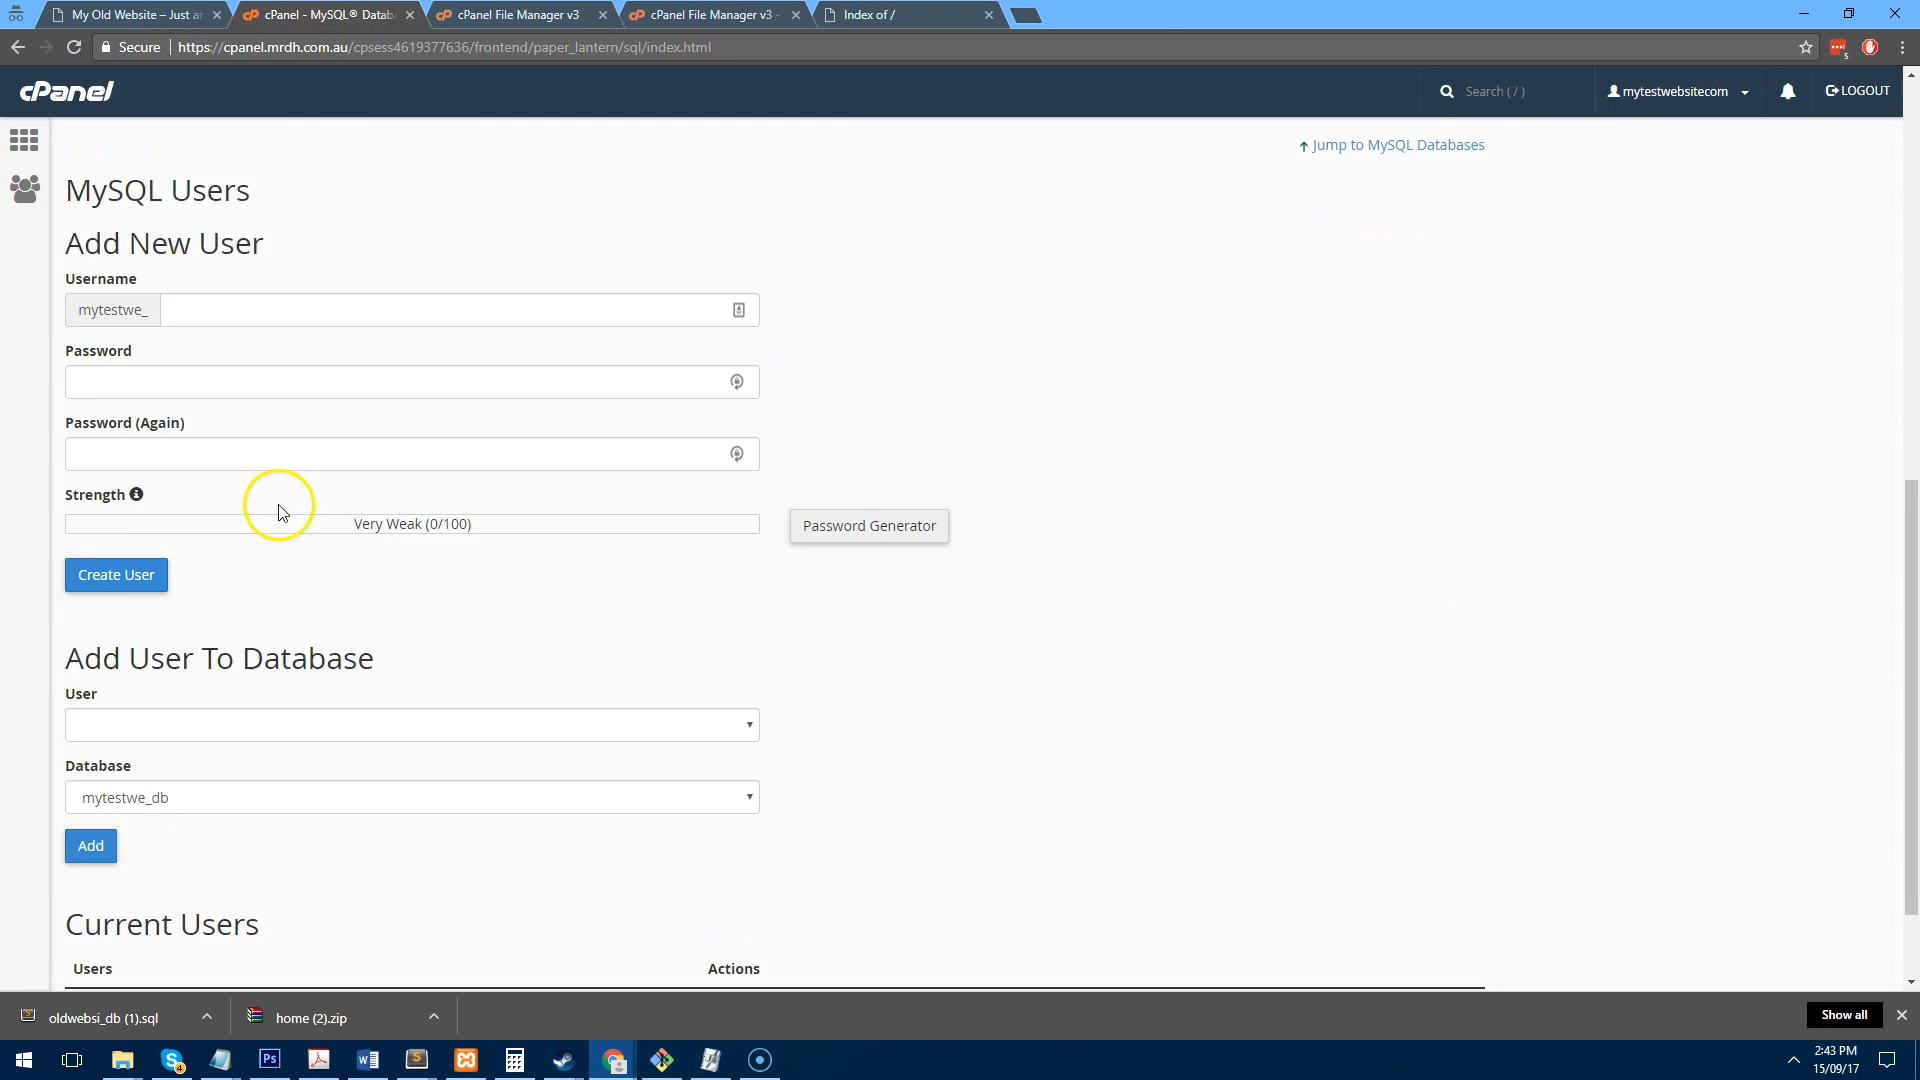 My Old Website – Just an
cPanel - MySQL® Datab
cPanel File Manager v3
cPanel File Manager v3 -
Index of /
Secure | https://cpanel.mrdh.com.au/cpsess4619377636/frontend/paper_lantern/sql/index.html
5
cPanel
Search ( / )
mytestwebsitecom
LOGOUT
Jump to MySQL Databases
MySQL Users
Add New User
Username
mytestwe_
Password
Password (Again)
Strength
Very Weak (0/100)
Password Generator
Create User
Add User To Database
User
Database
mytestwe_db
Add
Current Users
Users Actions
oldwebsi_db (1).sql
home (2).zip
Show all
4
Ps
2:43 PM
15/09/17